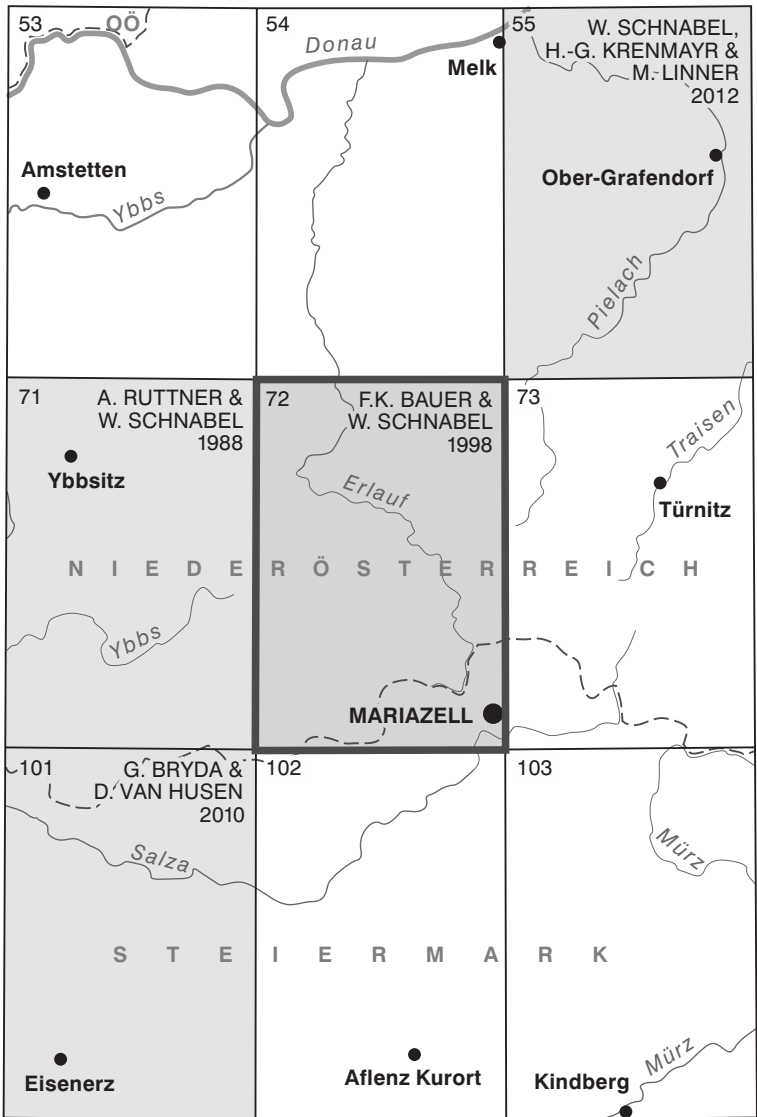 53
OÖ
Donau
Amstetten
Ybbs
54
Melk
55
W. SCHNABEL,
H.-G. KRENMAYR &
M. LINNER
2012
Ober-Grafendorf
Pielach
71
A. RUTTNER &
W. SCHNABEL
1988
Ybbsitz
Ybbs
72
F.K. BAUER &
W. SCHNABEL
1998
Erlauf
MARIAZELL
73
Traisen
Türnitz
NIEDERÖSTERREICH
101
G. BRYDA &
D. VAN HUSEN
2010
Salza
Eisenerz
102
Aflenz Kurort
103
Mürz
Mürz
Kindberg
STEIERMARK